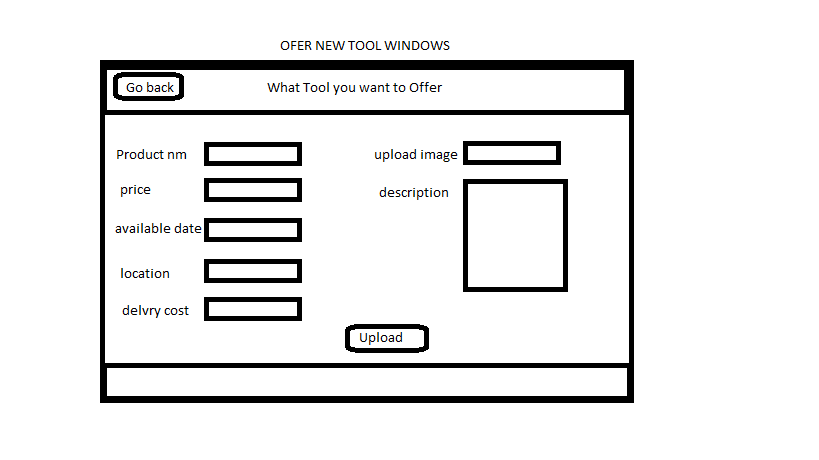 OFER NEW TOOL WINDOWS
Go back
What Tool you want to Offer
Product nm
upload image
price
description
available date
location
delvry cost
Upload